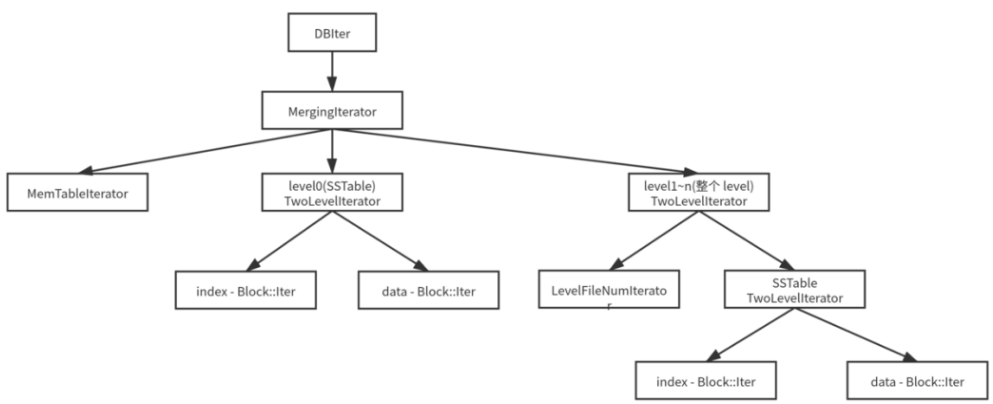 DBIter
MergingIterator
MemTableIterator
level0(SSTable)
TwoLevelIterator
level1~n(整个 level)
TwoLevelIterator
index - Block::Iter
data - Block::Iter
LevelFileNumIterato
r
SSTable
TwoLevelIterator
index - Block::Iter
data - Block::Iter